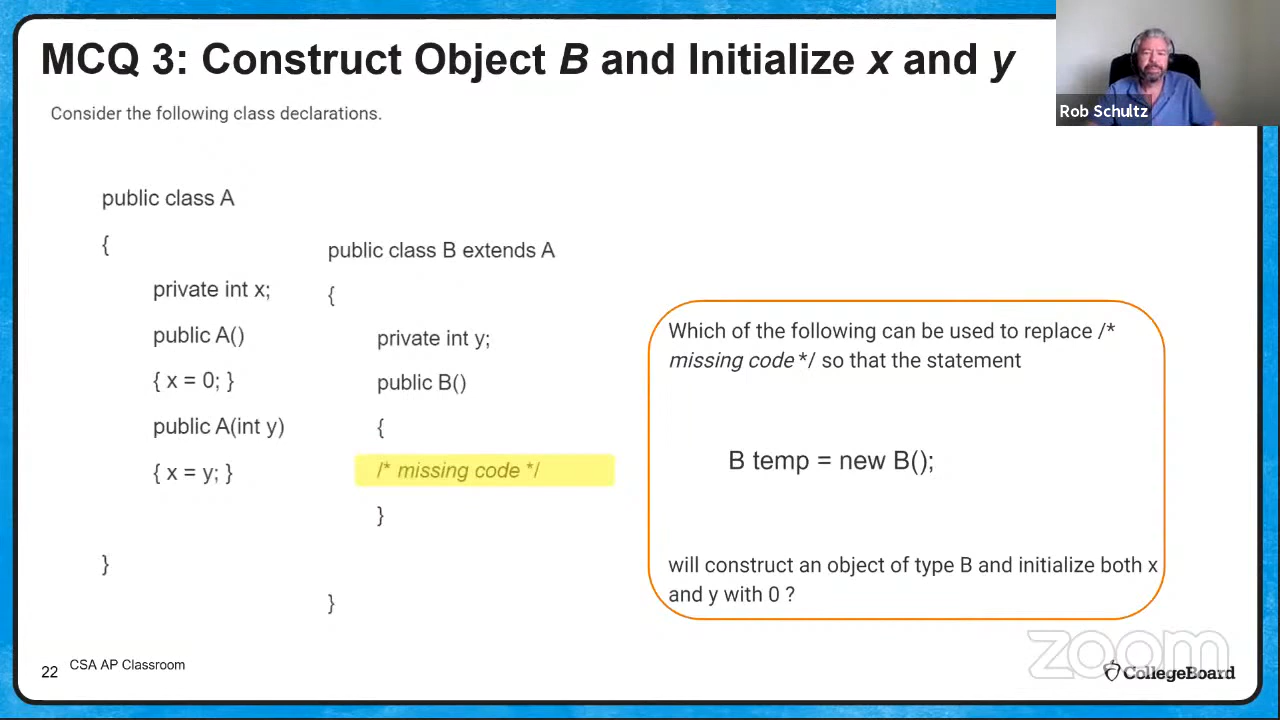 MCQ 3: Construct Object B and Initialize x and y
Consider the following class declarations.
Rob Schultz
public class A
{
private int x;
public A()
{ x = 0; }
public A(int y)
{ x = y; }
}
public class B extends A
{
private int y;
public B()
{
/* missing code */
}
}
Which of the following can be used to replace /*
missing code */ so that the statement
B temp = new B();
will construct an object of type B and initialize both x
and y with 0 ?
22 CSA AP Classroom
zoom
CollegeBoard